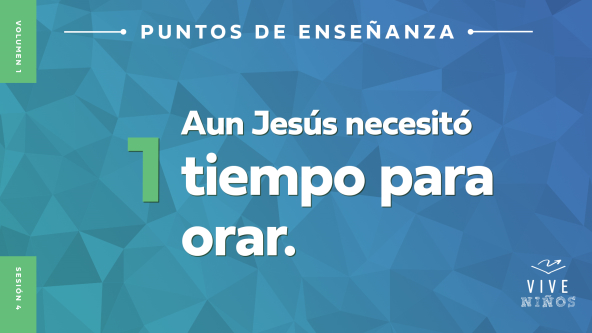 VOLUMEN 1
PUNTOS DE ENSEÑANZA
1
Aun Jesús necesitó
tiempo para
orar.
SESIÓN 4
VIVE
NIÑOS